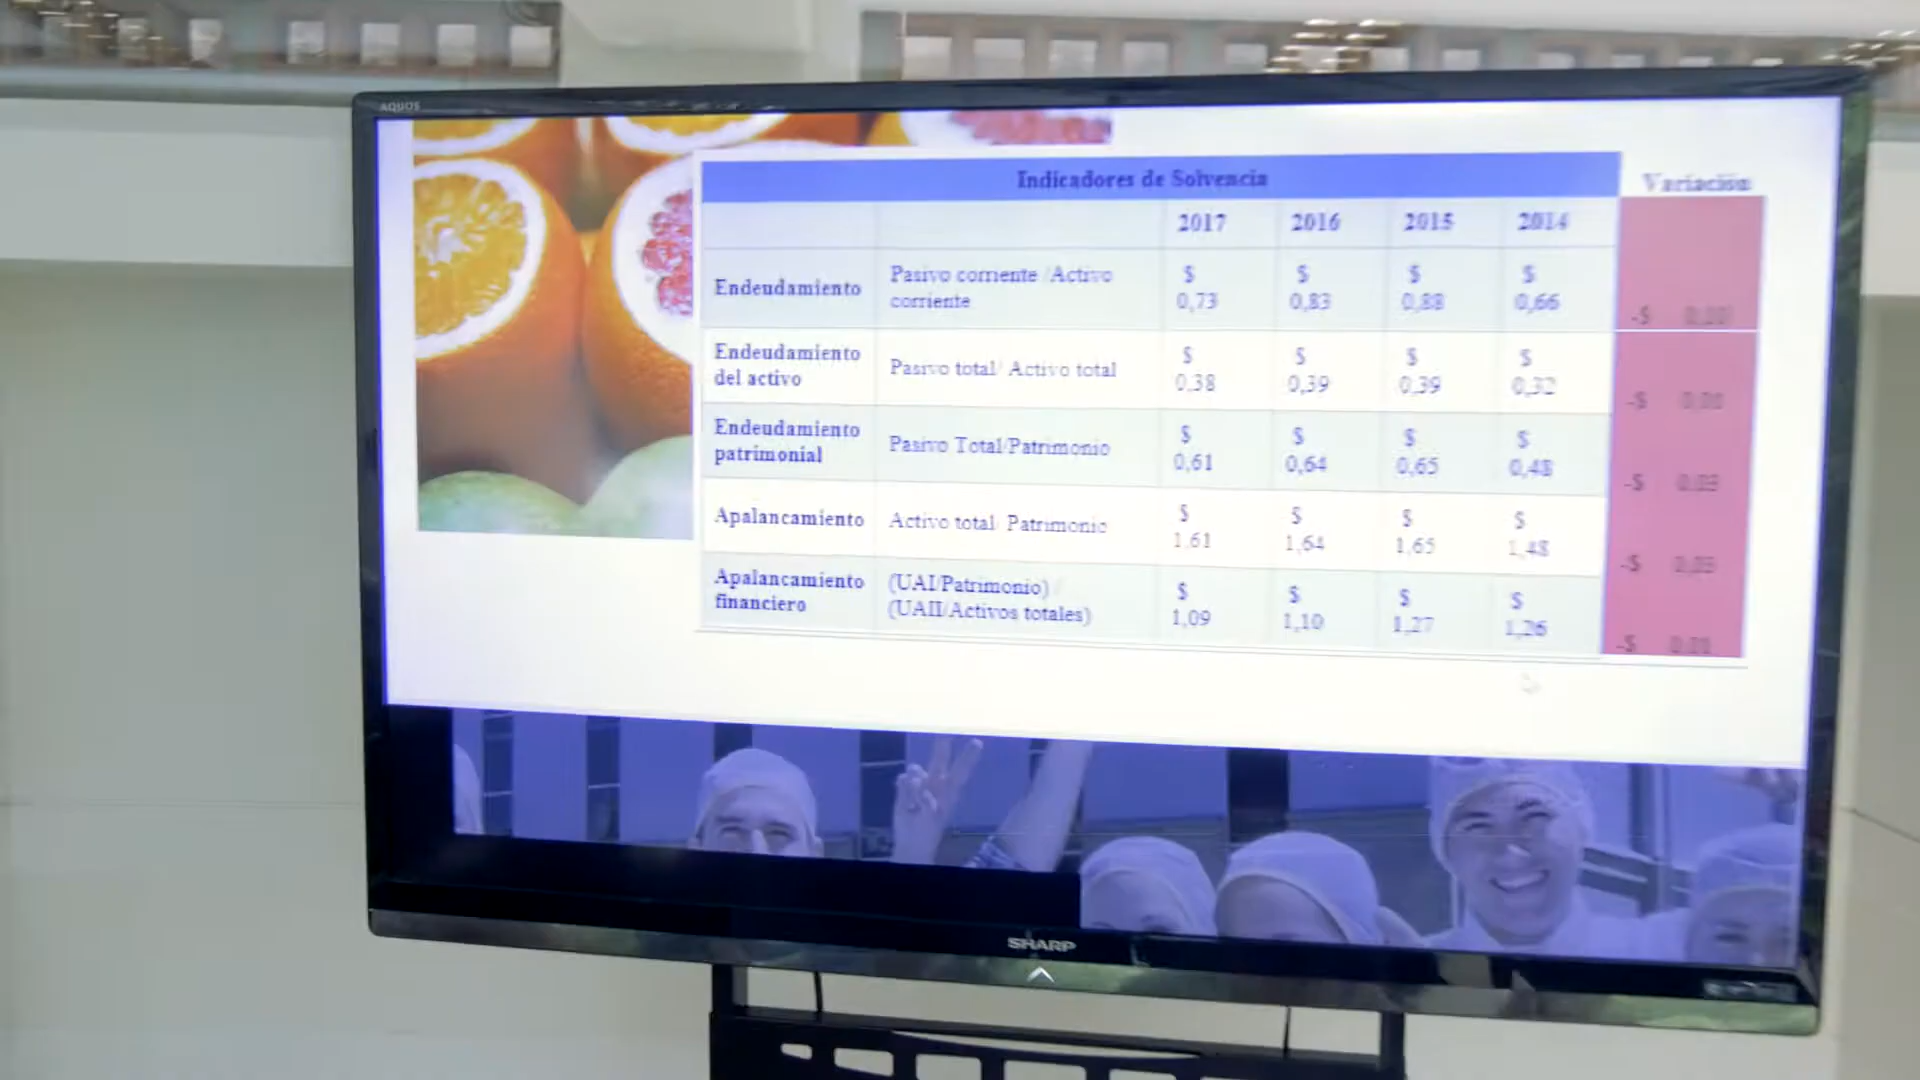 AQUOS
Indicadores de Solvencia
Variación
2017 2016 2015 2014
Endeudamiento
Pasivo corriente /Activo
corriente
$ $ $ $
0,73 0,83 0,88 0,66
-$
Endeudamiento
del activo
Pasivo total/ Activo total
$ $ $ $
0,38 0,39 0,39 0,32
-$
Endeudamiento
patrimonial
Pasivo Total/Patrimonio
$ $ $ $
0,61 0,64 0,65 0,48
-$ 0,03
Apalancamiento
Activo total/ Patrimonio
$ $ $ $
1,61 1,64 1,65 1,48
-$ 0,03
Apalancamiento
financiero
(UAI/Patrimonio) /
(UAII/Activos totales)
$ $ $ $
1,09 1,10 1,27 1,26
-$
SHARP